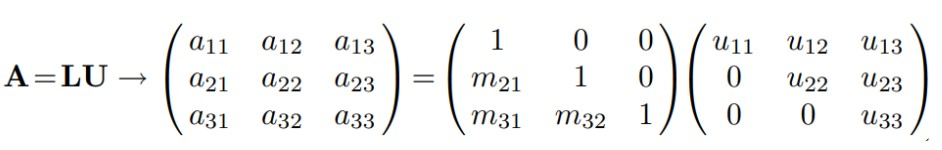 a₁₁ a₁₂ a₁₃ 1 0 0 u₁₁ u₁₂ u₁₃
A = LU → ( a₂₁ a₂₂ a₂₃ ) = ( m₂₁ 1 0 ) ( 0 u₂₂ u₂₃ )
a₃₁ a₃₂ a₃₃ m₃₁ m₃₂ 1 0 0 u₃₃